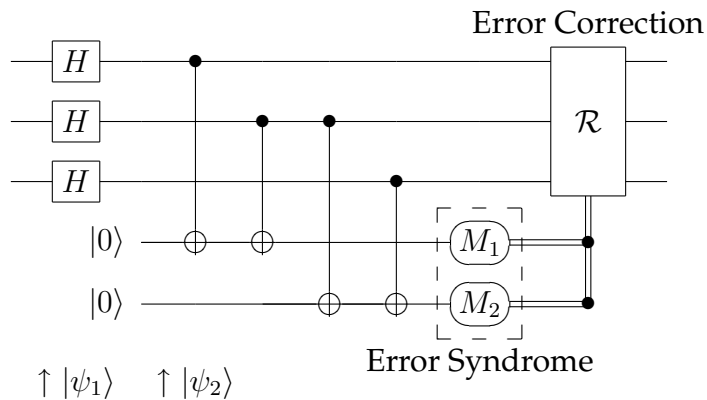 Error Correction
H
H
R
H
|0⟩
M₁
|0⟩
M₂
Error Syndrome
↑ |ψ₁⟩ ↑ |ψ₂⟩